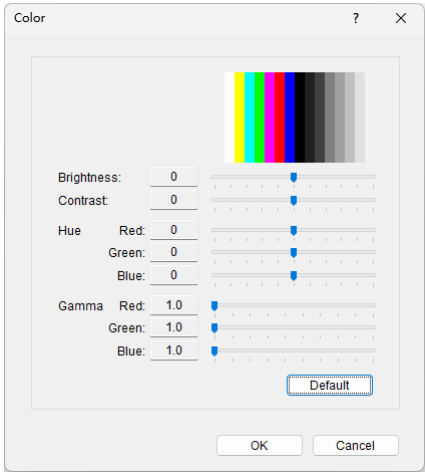 Color ? ×
Brightness: 0
Contrast: 0
Hue Red: 0
Green: 0
Blue: 0
Gamma Red: 1.0
Green: 1.0
Blue: 1.0
Default
OK Cancel